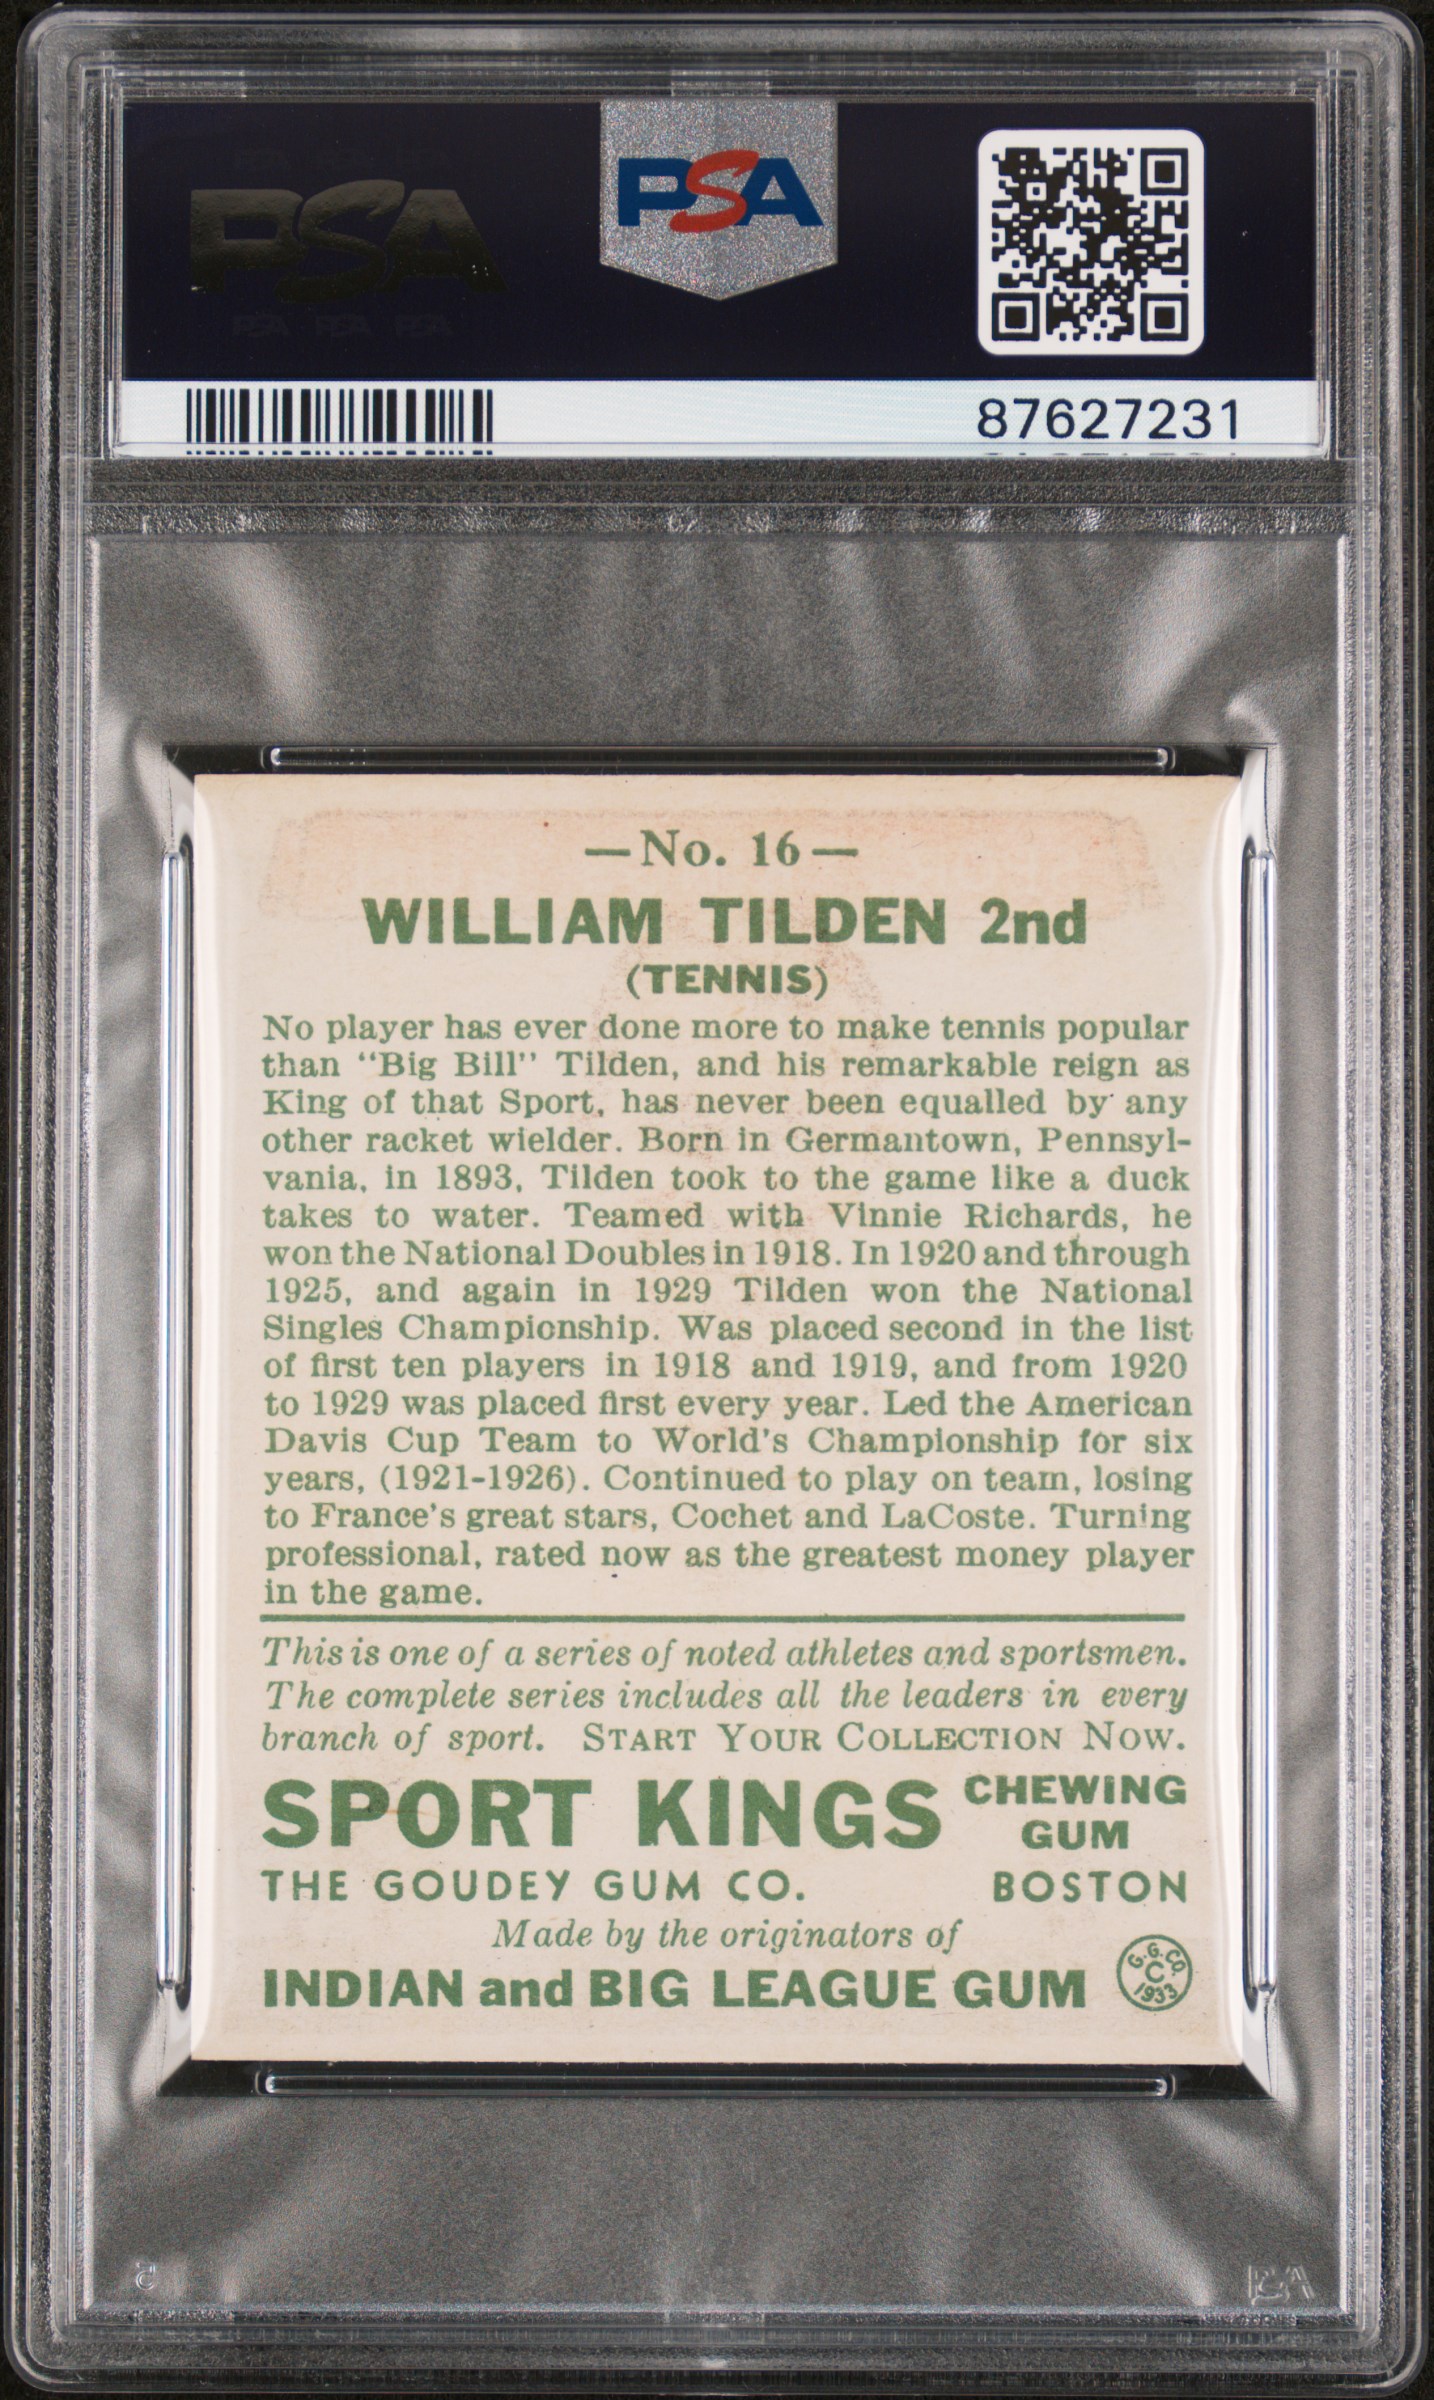 PSA
PSA
87627231
—No. 16—
WILLIAM TILDEN 2nd
(TENNIS)
No player has ever done more to make tennis popular
than "Big Bill" Tilden, and his remarkable reign as
King of that Sport, has never been equalled by any
other racket wielder. Born in Germantown, Pennsyl-
vania, in 1893, Tilden took to the game like a duck
takes to water. Teamed with Vinnie Richards, he
won the National Doubles in 1918. In 1920 and through
1925, and again in 1929 Tilden won the National
Singles Championship. Was placed second in the list
of first ten players in 1918 and 1919, and from 1920
to 1929 was placed first every year. Led the American
Davis Cup Team to World's Championship for six
years, (1921-1926). Continued to play on team, losing
to France's great stars, Cochet and LaCoste. Turning
professional, rated now as the greatest money player
in the game.
This is one of a series of noted athletes and sportsmen.
The complete series includes all the leaders in every
branch of sport. START YOUR COLLECTION NOW.
SPORT KINGS CHEWING GUM
THE GOUDEY GUM CO. BOSTON
Made by the originators of
INDIAN and BIG LEAGUE GUM
G.G.CO.
C
1933
PSA